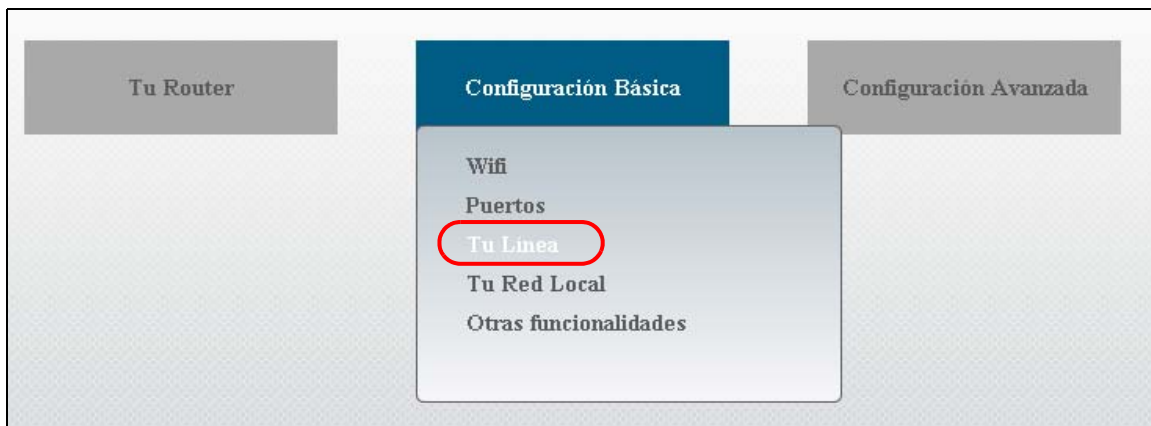 Tu Router
Configuración Básica
Configuración Avanzada
Wifi
Puertos
Tu Línea
Tu Red Local
Otras funcionalidades